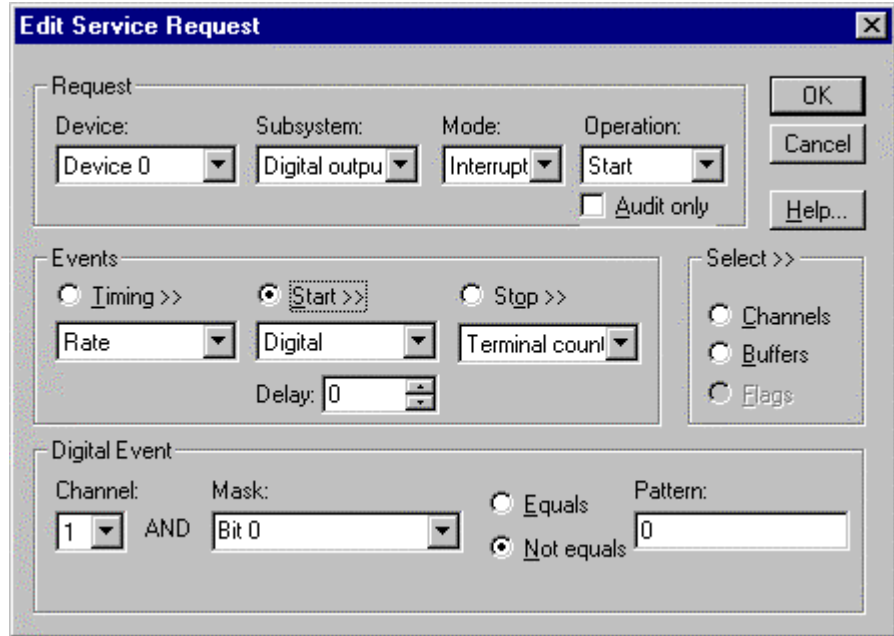 Edit Service Request
Request
OK
Device: Subsystem: Mode: Operation:
Cancel
Device 0 Digital outpu Interrupt Start
Audit only
Help...
Events
Select >>
Timing >> Start >> Stop >>
Channels
Rate Digital Terminal count
Buffers
Delay: 0
Flags
Digital Event
Channel: Mask: Pattern:
Equals
1 AND Bit 0 0
Not equals